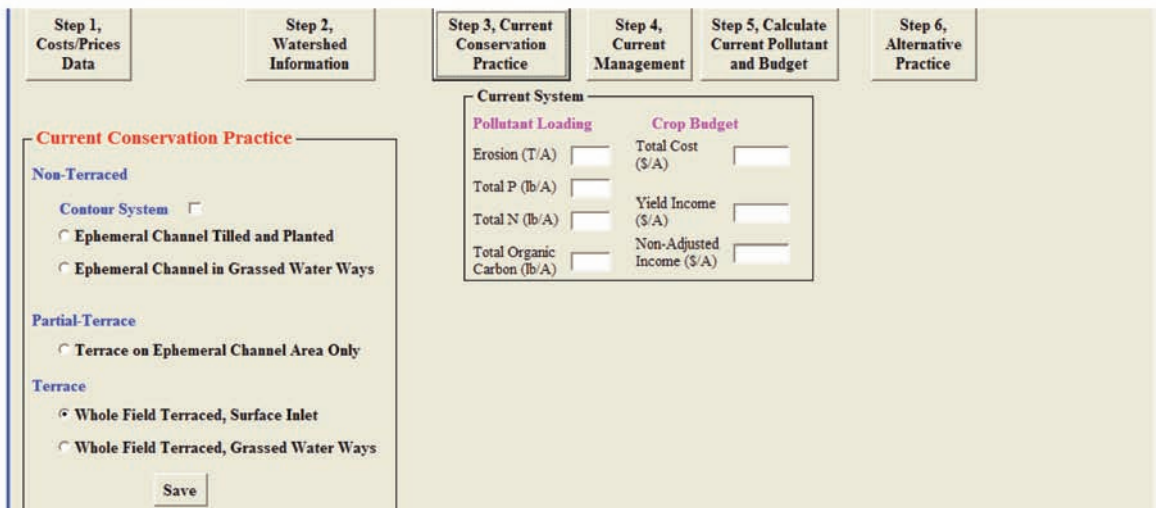 Step 1,
Costs/Prices
Data
Step 2,
Watershed
Information
Step 3, Current
Conservation
Practice
Step 4,
Current
Management
Step 5, Calculate
Current Pollutant
and Budget
Step 6,
Alternative
Practice
Current Conservation Practice
Non-Terraced
Contour System
Ephemeral Channel Tilled and Planted
Ephemeral Channel in Grassed Water Ways
Partial-Terrace
Terrace on Ephemeral Channel Area Only
Terrace
Whole Field Terraced, Surface Inlet
Whole Field Terraced, Grassed Water Ways
Save
Current System
Pollutant Loading
Erosion (T/A)
Total P (lb/A)
Total N (lb/A)
Total Organic
Carbon (lb/A)
Crop Budget
Total Cost
($/A)
Yield Income
($/A)
Non-Adjusted
Income ($/A)